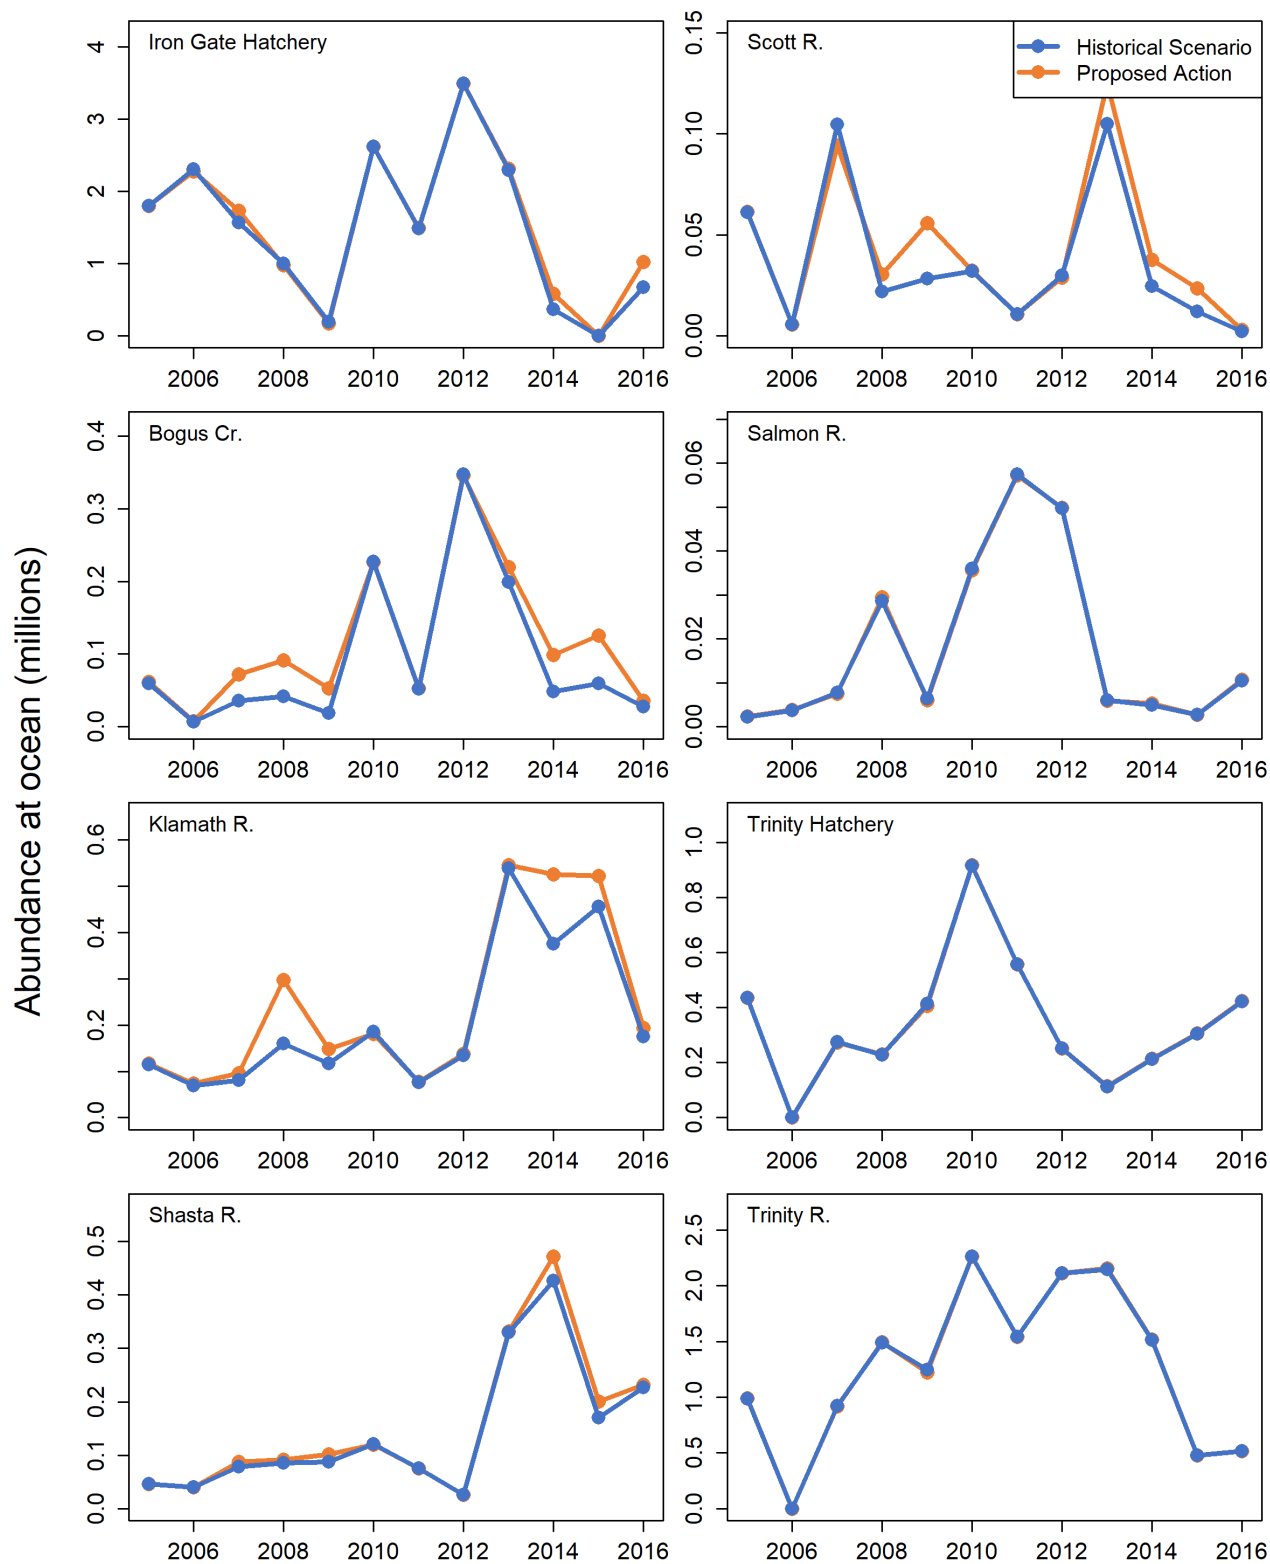 Abundance at ocean (millions)
Iron Gate Hatchery
4
3
2
1
0
2006 2008 2010 2012 2014 2016
Scott R.
Historical Scenario
Proposed Action
0.15
0.10
0.05
0.00
2006 2008 2010 2012 2014 2016
Bogus Cr.
0.4
0.3
0.2
0.1
0.0
2006 2008 2010 2012 2014 2016
Salmon R.
0.06
0.04
0.02
0.00
2006 2008 2010 2012 2014 2016
Klamath R.
0.6
0.4
0.2
0.0
2006 2008 2010 2012 2014 2016
Trinity Hatchery
1.0
0.8
0.6
0.4
0.2
0.0
2006 2008 2010 2012 2014 2016
Shasta R.
0.5
0.4
0.3
0.2
0.1
0.0
2006 2008 2010 2012 2014 2016
Trinity R.
2.5
2.0
1.5
1.0
0.5
0.0
2006 2008 2010 2012 2014 2016